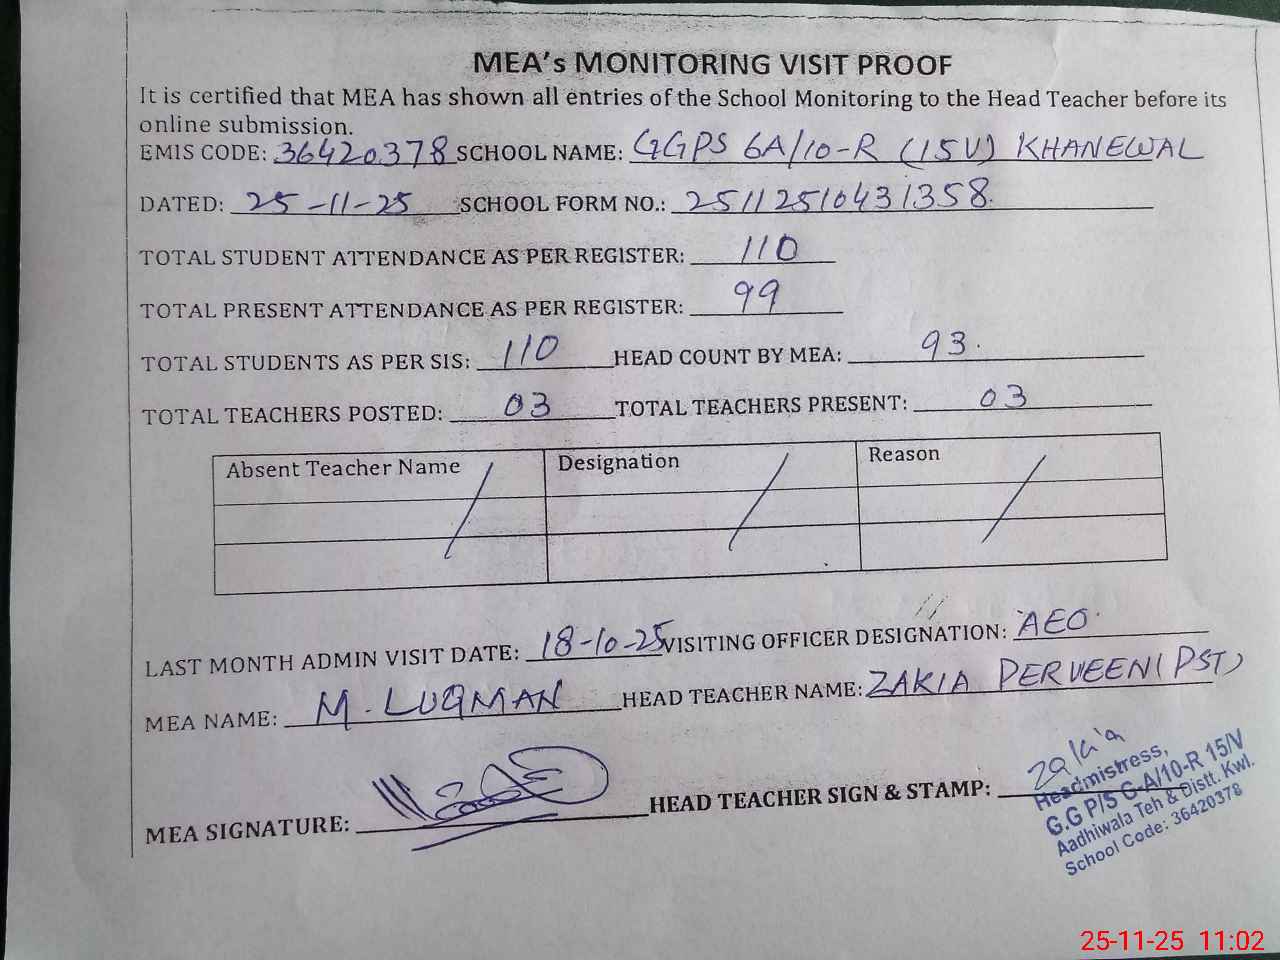 MEA's MONITORING VISIT PROOF
It is certified that MEA has shown all entries of the School Monitoring to the Head Teacher before its
online submission.
EMIS CODE: 36420378 SCHOOL NAME: GGPS 6A/10-R (15V) KHANEWAL
DATED: 25-11-25 SCHOOL FORM NO.: 25112510431358
TOTAL STUDENT ATTENDANCE AS PER REGISTER: 110
TOTAL PRESENT ATTENDANCE AS PER REGISTER: 99
TOTAL STUDENTS AS PER SIS: 110 HEAD COUNT BY MEA: 93
TOTAL TEACHERS POSTED: 03 TOTAL TEACHERS PRESENT: 03
Absent Teacher Name Designation Reason
LAST MONTH ADMIN VISIT DATE: 18-10-25 VISITING OFFICER DESIGNATION: AEO
MEA NAME: M. LUQMAN HEAD TEACHER NAME: ZAKIA PERVEEN (PST)
MEA SIGNATURE: HEAD TEACHER SIGN & STAMP: Zakia
Headmistress,
G.G P/S 6-A/10-R 15/V
Aadhiwala Teh & Distt. Kwl.
School Code: 36420378
25-11-25 11:02